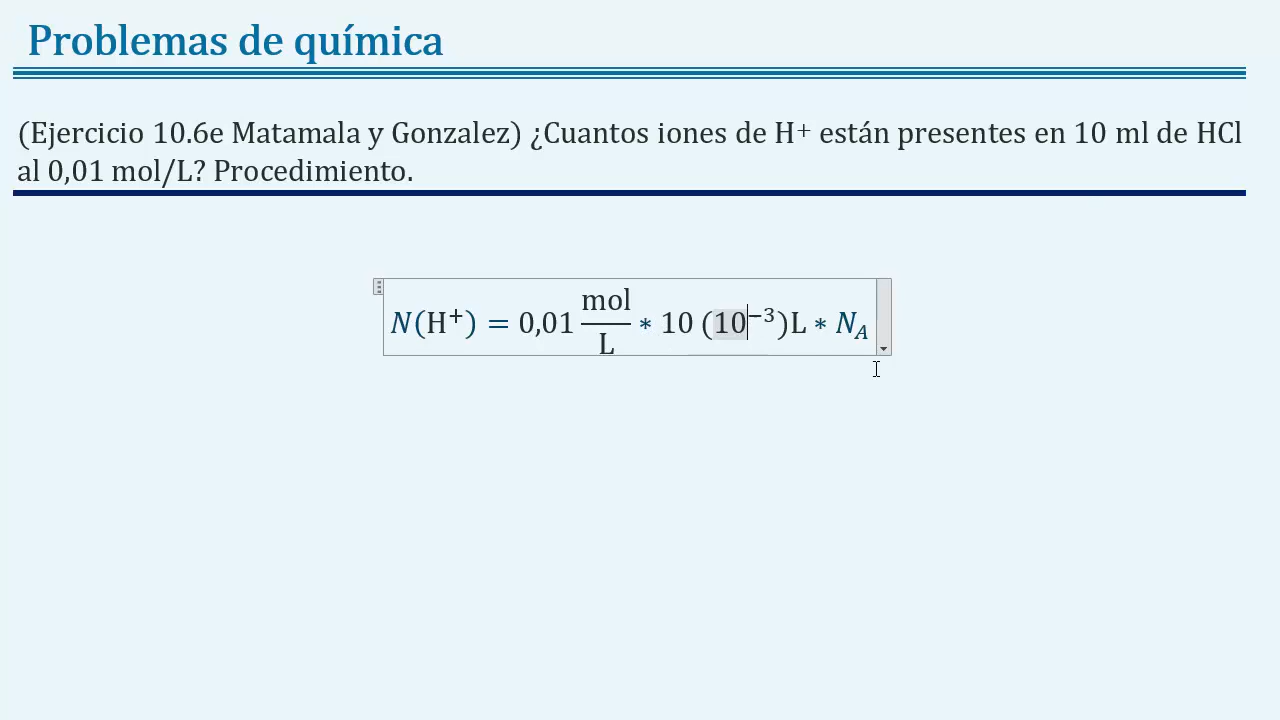 Problemas de química
(Ejercicio 10.6e Matamala y Gonzalez) ¿Cuantos iones de H⁺ están presentes en 10 ml de HCl
al 0,01 mol/L? Procedimiento.
N(H⁺) = 0,01 mol/L * 10 (10⁻³)L * N_A